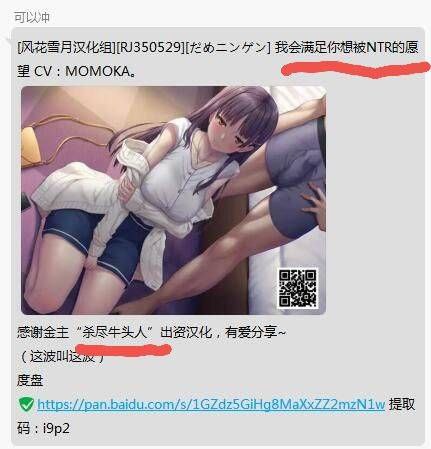 可以冲
[风花雪月汉化组][RJ350529][だめニンゲン] 我会满足你想被NTR的愿
望 CV：MOMOKA。
感谢金主“杀尽牛头人”出资汉化，有爱分享~
（这波叫这波）
度盘
https://pan.baidu.com/s/1GZdz5GiHg8MaXxZZ2mzN1w 提取
码：i9p2